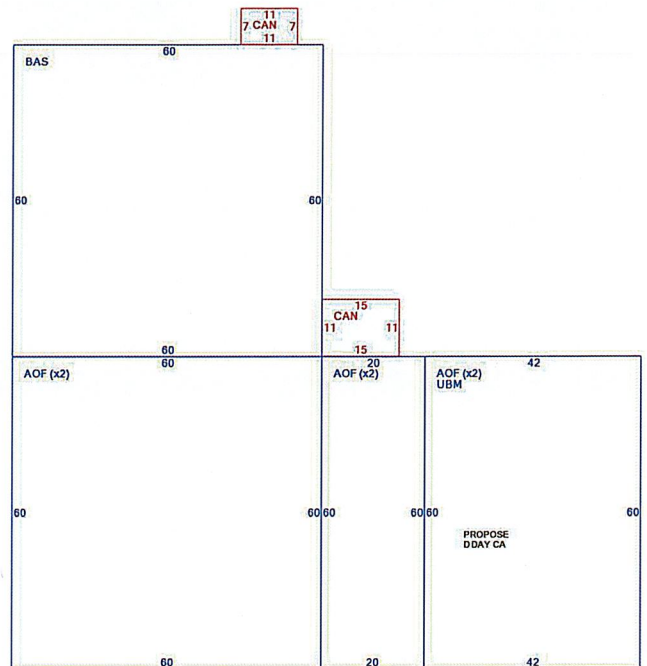 11
7 CAN 7
11
60
BAS
60 60
15
CAN
11 11
60 15
60 20 42
AOF (x2) AOF (x2) AOF (x2)
UBM
60 60 60 60 60
PROPOSE
DDAY CA
60 20 42